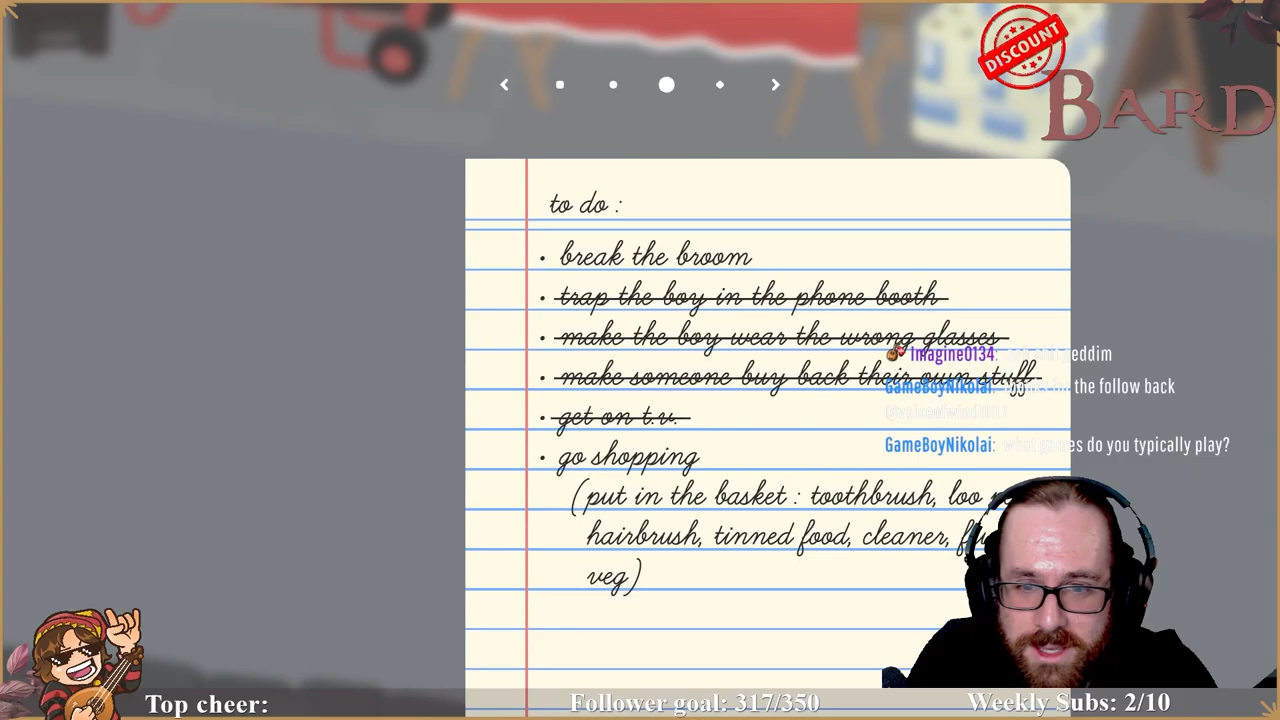 DISCOUNT
BARD
to do :
• break the broom
• trap the boy in the phone booth
• make the boy wear the wrong glasses
• make someone buy back their own stuff
• get on t.v.
• go shopping
(put in the basket : toothbrush, loo
hairbrush, tinned food, cleaner,
veg)
Imagine0134: eddim
GameBoyNikolai: the follow back
GameBoyNikolai: what games do you typically play?
Top cheer:
Follower goal: 317/350
Weekly Subs: 2/10